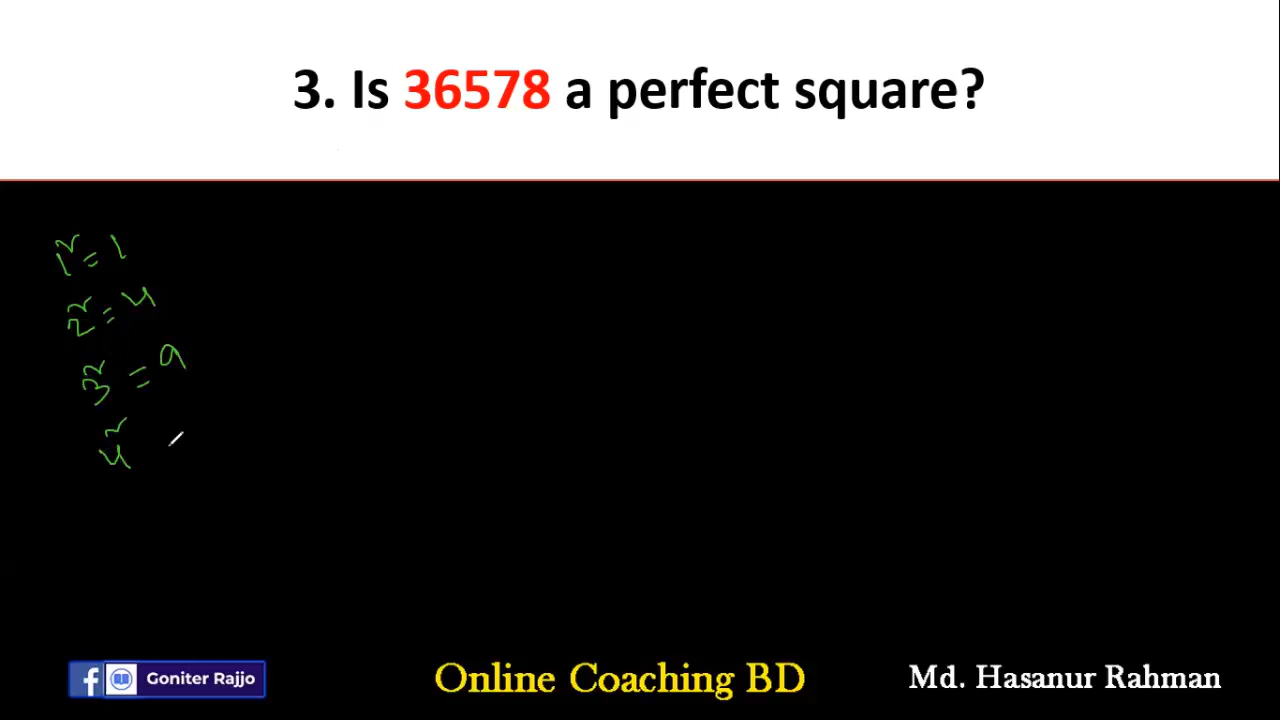 3. Is 36578 a perfect square?
1² = 1
2² = 4
3² = 9
4²
Goniter Rajjo
Online Coaching BD
Md. Hasanur Rahman